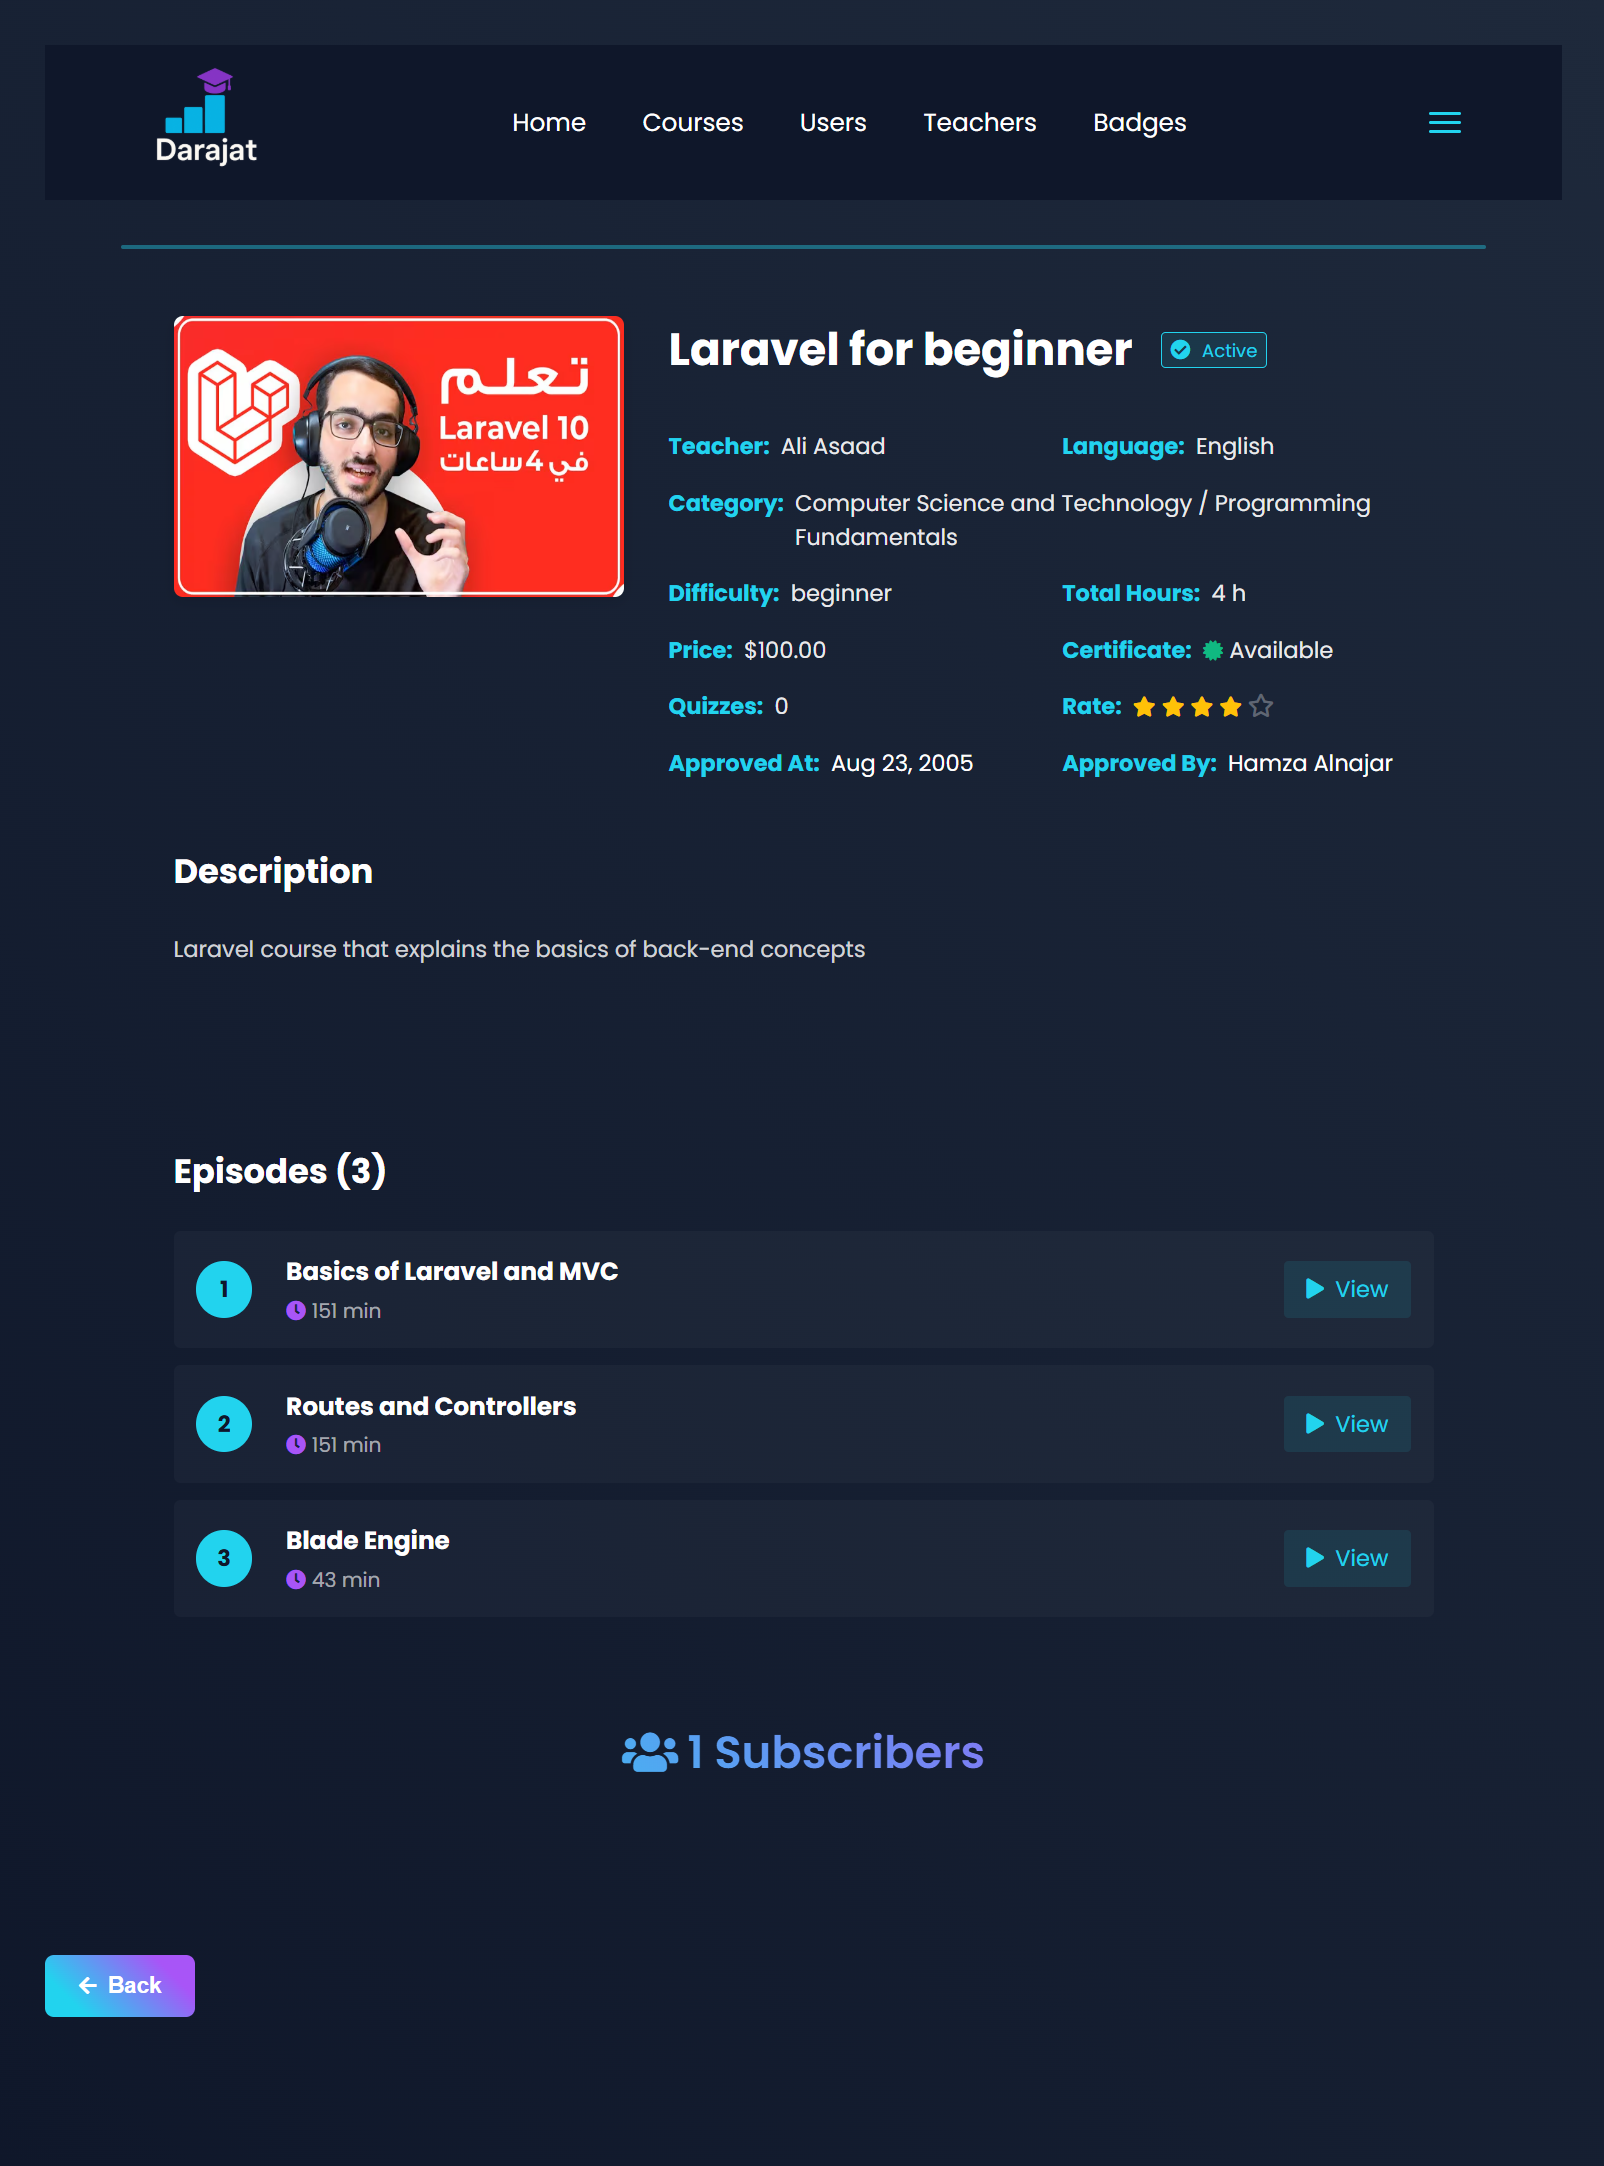 Darajat
Home
Courses
Users
Teachers
Badges
تعلم
Laravel 10
في 4 ساعات
Laravel for beginner
Active
Teacher: Ali Asaad
Language: English
Category: Computer Science and Technology / Programming
Fundamentals
Difficulty: beginner
Total Hours: 4 h
Price: $100.00
Certificate: Available
Quizzes: 0
Rate:
Approved At: Aug 23, 2005
Approved By: Hamza Alnajar
Description
Laravel course that explains the basics of back-end concepts
Episodes (3)
1
Basics of Laravel and MVC
151 min
View
2
Routes and Controllers
151 min
View
3
Blade Engine
43 min
View
1 Subscribers
Back